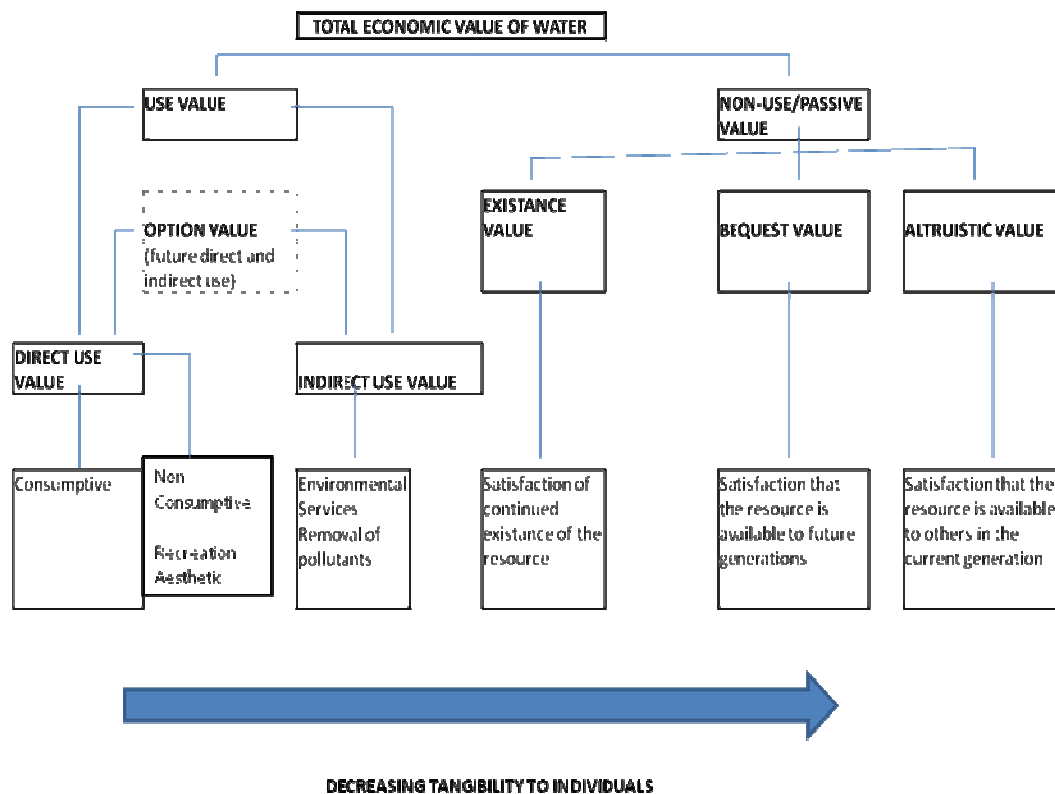 TOTAL ECONOMIC VALUE OF WATER
USE VALUE
NON-USE/PASSIVE
VALUE
OPTION VALUE
(future direct and
indirect use)
EXISTANCE
VALUE
BEQUEST VALUE
ALTRUISTIC VALUE
DIRECT USE
VALUE
INDIRECT USE VALUE
Consumptive
Non
Consumptive
Recreation
Aesthetic
Environmental
Services
Removal of
pollutants
Satisfaction of
continued
existance of the
resource
Satisfaction that
the resource is
available to future
generations
Satisfaction that the
resource is available
to others in the
current generation
DECREASING TANGIBILITY TO INDIVIDUALS